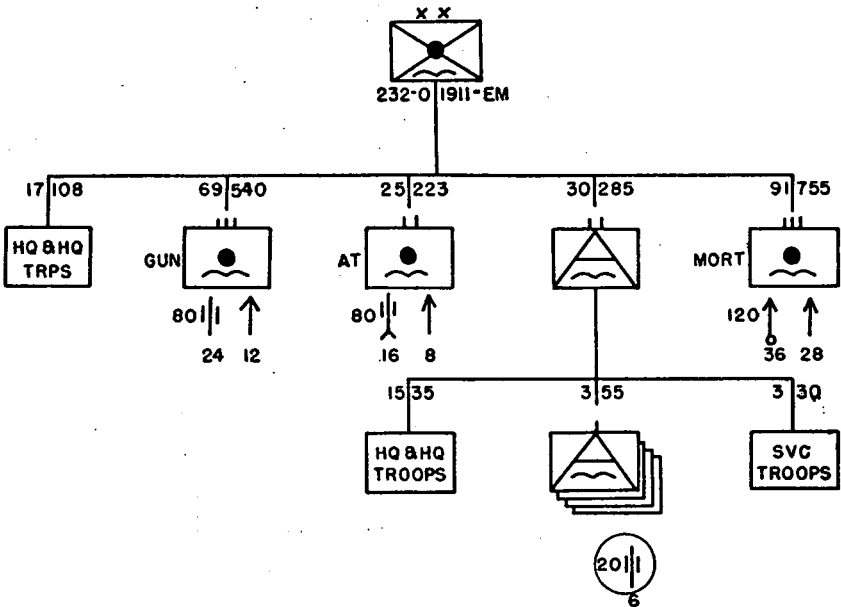 X X
232-O 1911-EM
17 108
69 540
25 223
30 285
91 755
HQ & HQ
TRPS
GUN
AT
MORT
80
24 12
80
16 8
120
36 28
15 35
3 55
3 30
HQ & HQ
TROOPS
SVC
TROOPS
20
6